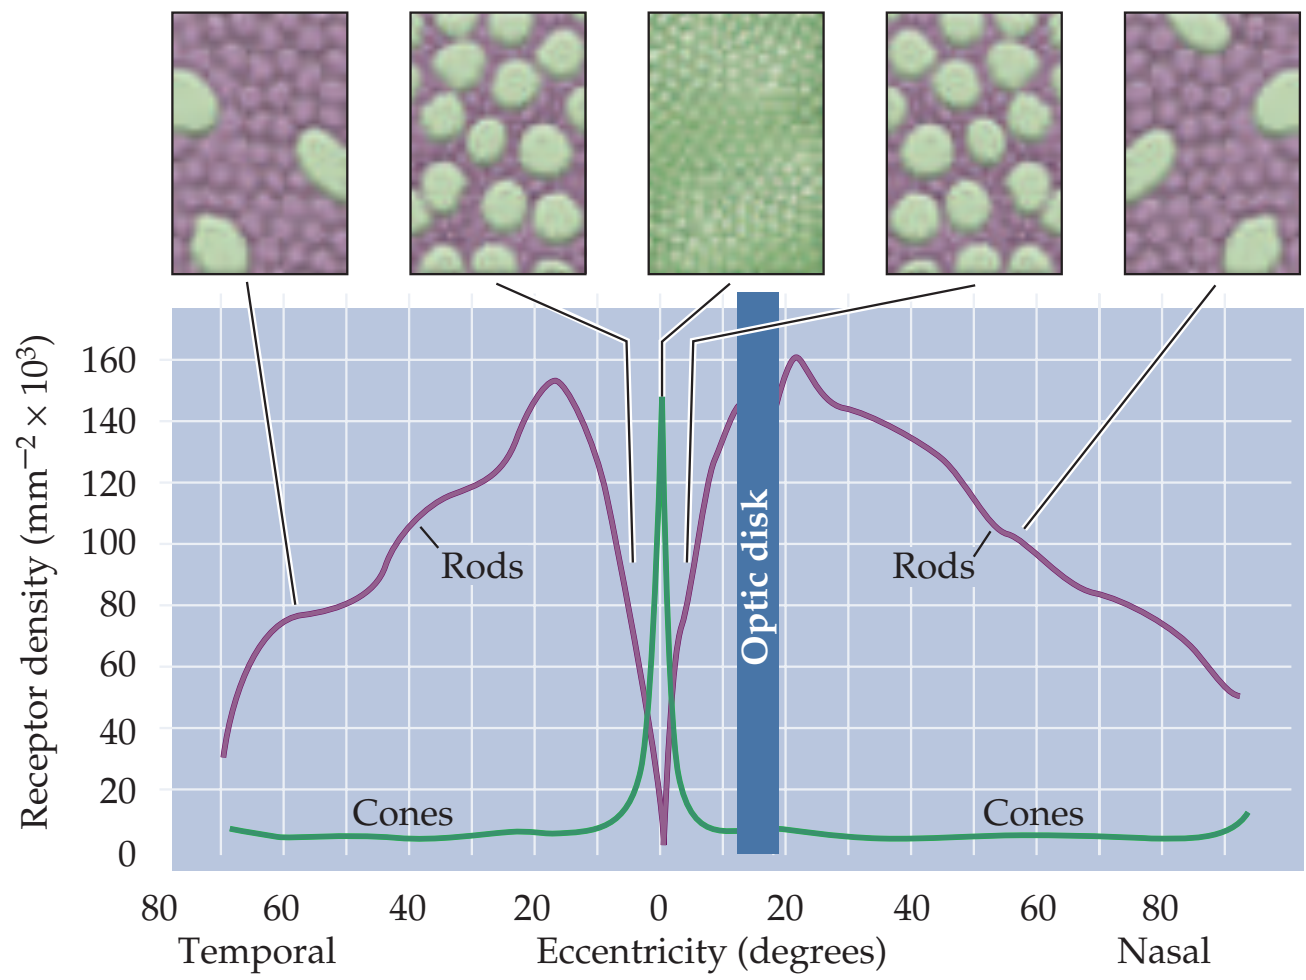 Receptor density (mm−2 × 103)
160
140
120
100
80
60
40
20
0
Rods
Rods
Optic disk
Cones
Cones
80 60 40 20 0 20 40 60 80
Temporal Eccentricity (degrees) Nasal